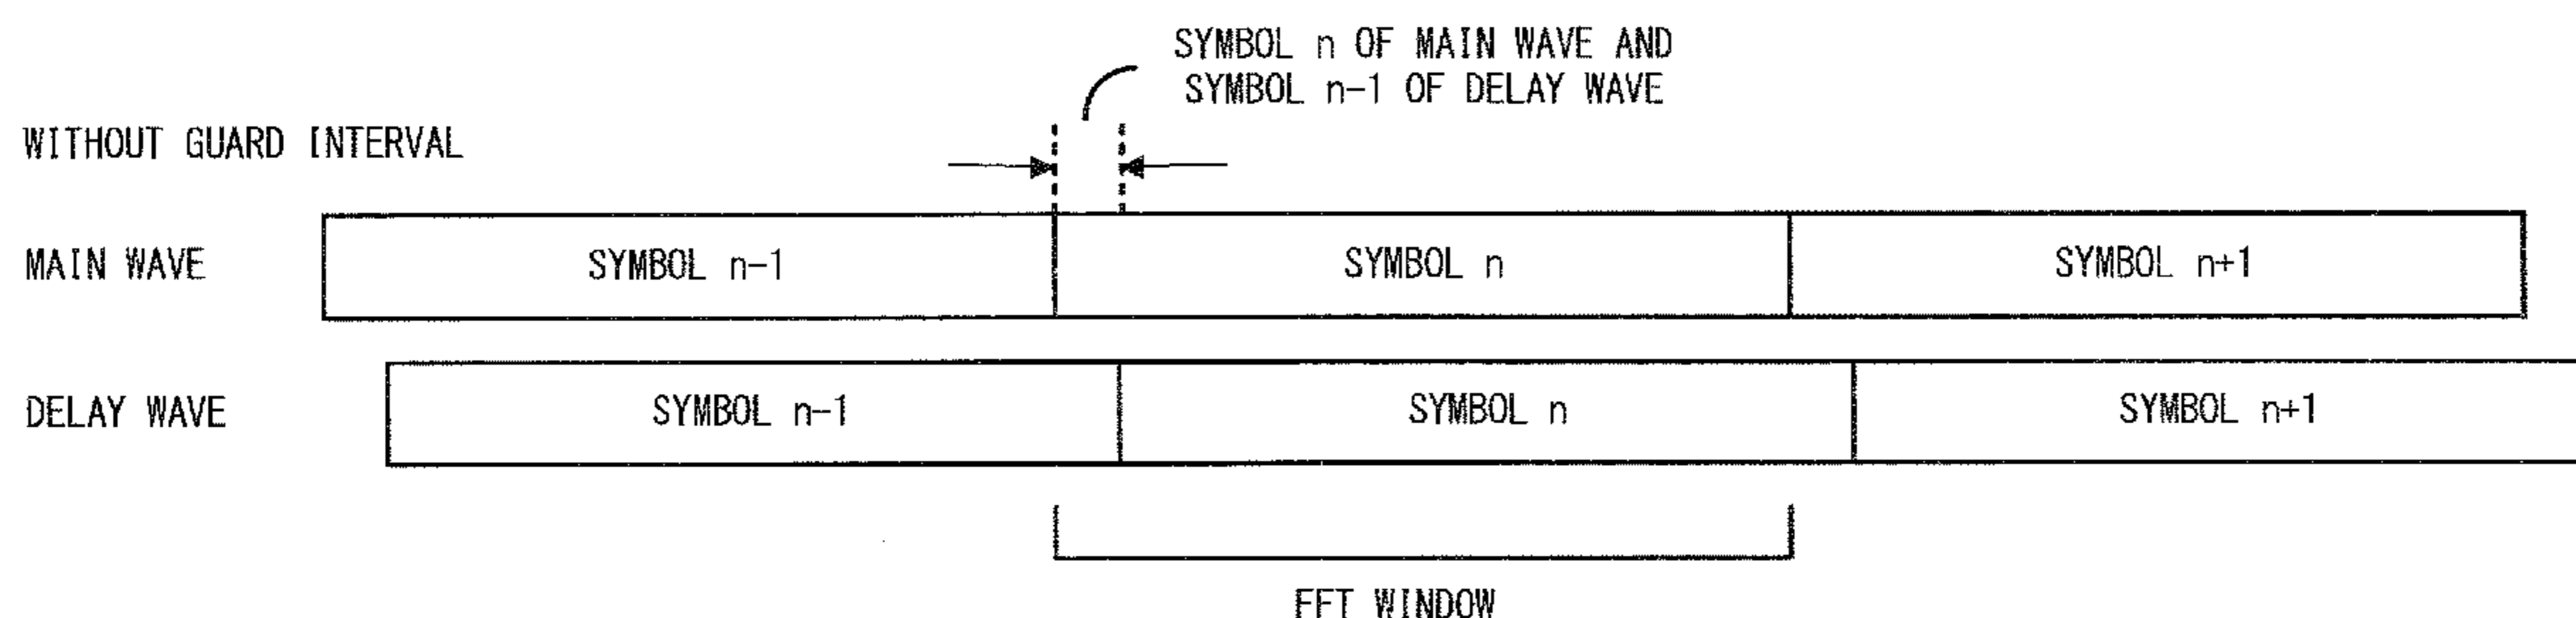 SYMBOL n OF MAIN WAVE AND
SYMBOL n-1 OF DELAY WAVE
WITHOUT GUARD INTERVAL
MAIN WAVE
SYMBOL n-1
SYMBOL n
SYMBOL n+1
DELAY WAVE
SYMBOL n-1
SYMBOL n
SYMBOL n+1
FFT WINDOW